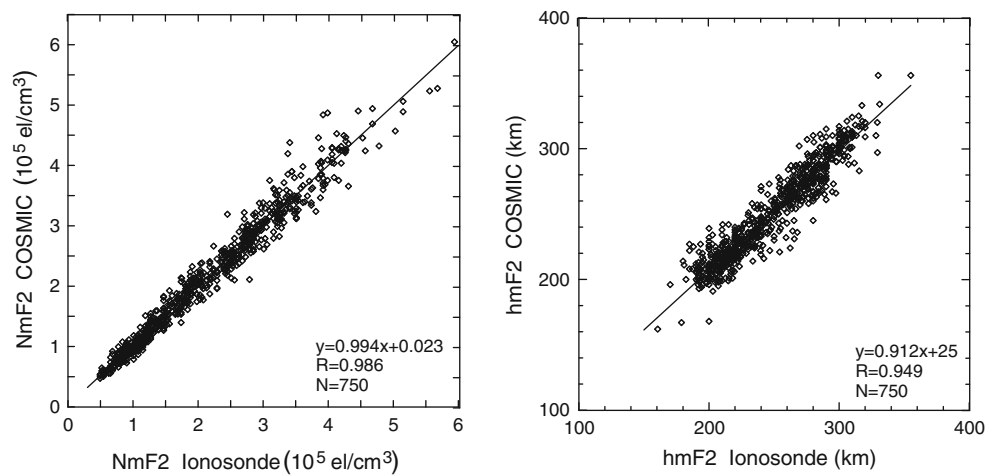 NmF2 COSMIC (10⁵ el/cm³)
6
5
4
3
2
1
0
y=0.994x+0.023
R=0.986
N=750
0 1 2 3 4 5 6
NmF2 Ionosonde (10⁵ el/cm³)
hmF2 COSMIC (km)
400
300
200
100
y=0.912x+25
R=0.949
N=750
100 200 300 400
hmF2 Ionosonde (km)